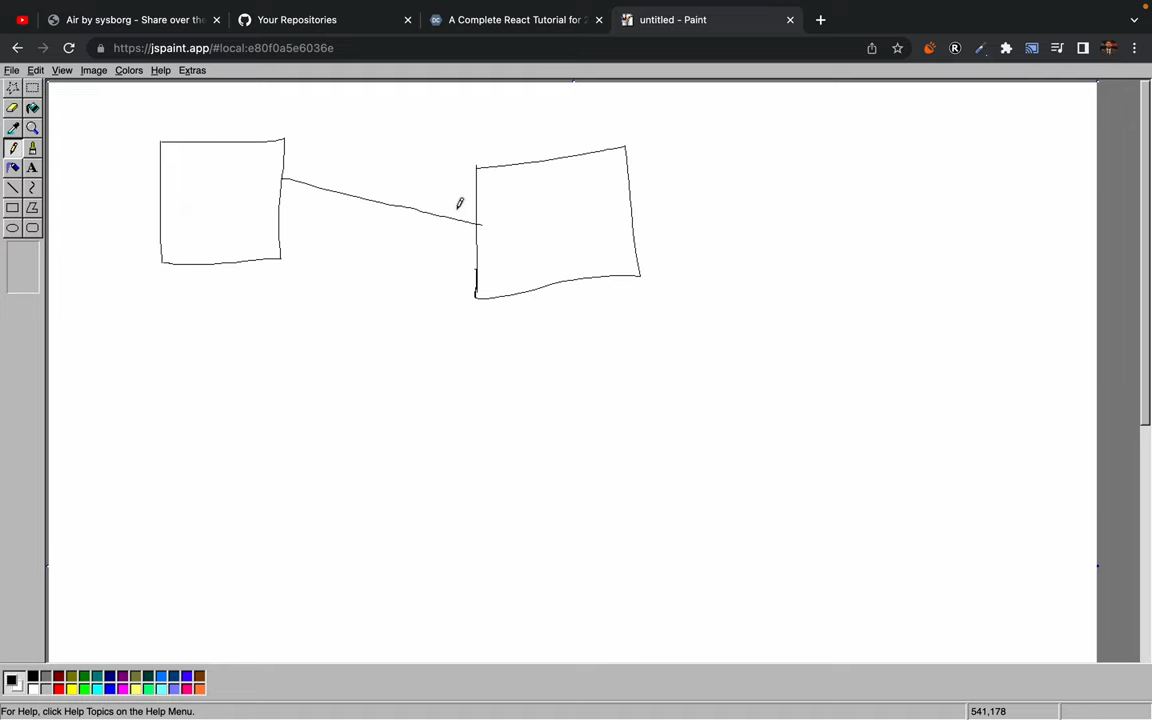 Air by sysborg - Share over the
Your Repositories
A Complete React Tutorial for 2
untitled - Paint
https://jspaint.app/#local:e80f0a5e6036e
File Edit View Image Colors Help Extras
A
For Help, click Help Topics on the Help Menu.
541,178